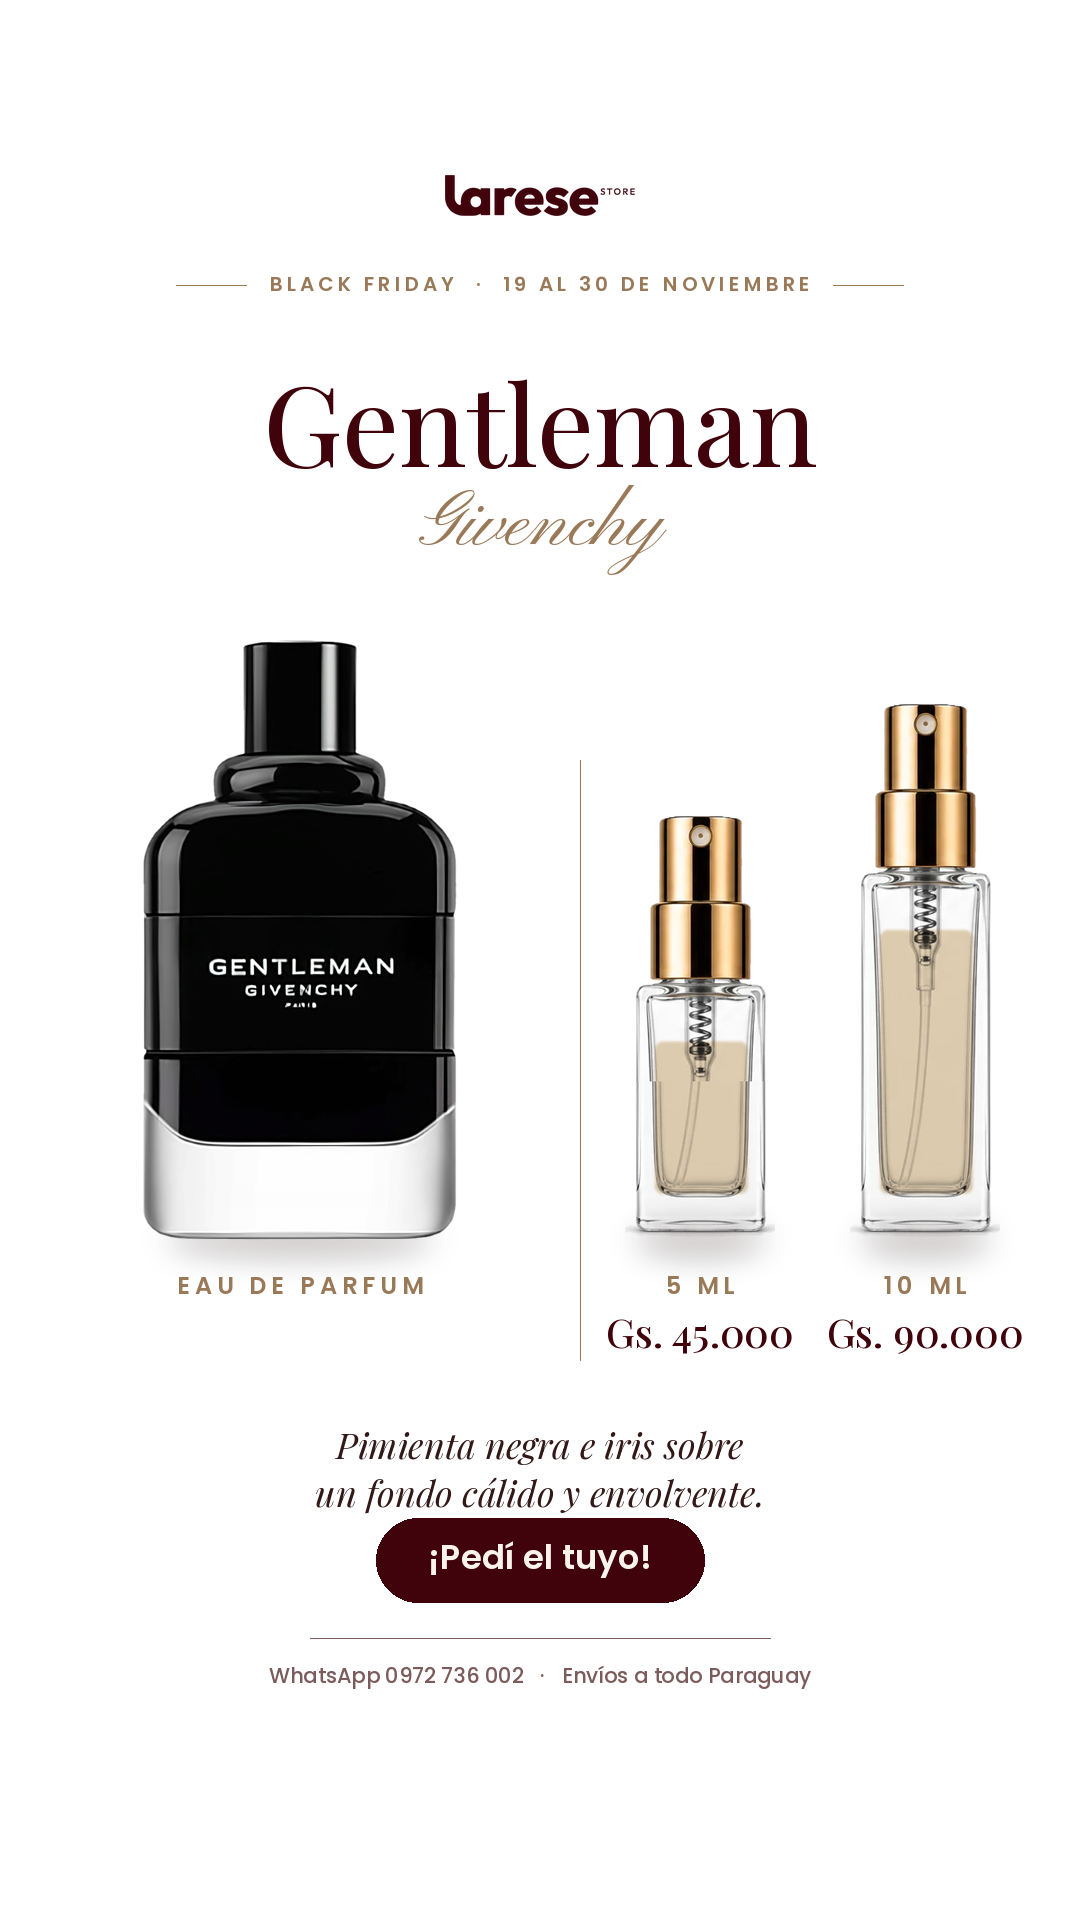 Larese STORE
BLACK FRIDAY · 19 AL 30 DE NOVIEMBRE
Gentleman
Givenchy
GENTLEMAN
GIVENCHY
PARIS
EAU DE PARFUM
5 ML
Gs. 45.000
10 ML
Gs. 90.000
Pimienta negra e iris sobre
un fondo cálido y envolvente.
¡Pedí el tuyo!
WhatsApp 0972 736 002 · Envíos a todo Paraguay